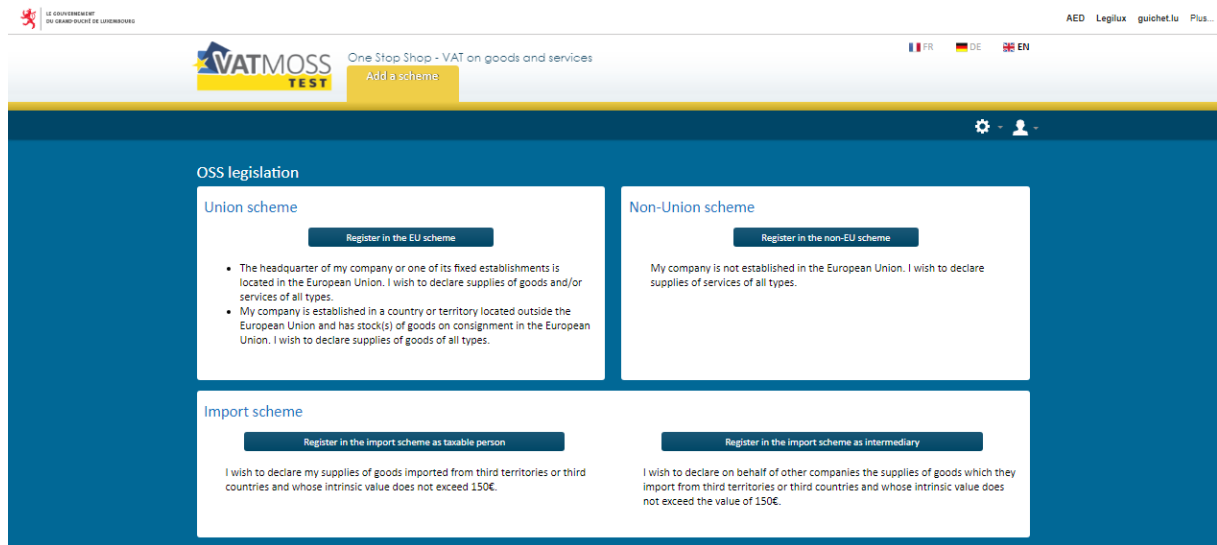 LE GOUVERNEMENT
DU GRAND-DUCHÉ DE LUXEMBOURG
AED Legilux guichet.lu Plus...
VATMOSS
TEST
One Stop Shop - VAT on goods and services
Add a scheme
FR DE EN
OSS legislation
Union scheme
Register in the EU scheme
• The headquarter of my company or one of its fixed establishments is
located in the European Union. I wish to declare supplies of goods and/or
services of all types.
• My company is established in a country or territory located outside the
European Union and has stock(s) of goods on consignment in the European
Union. I wish to declare supplies of goods of all types.
Non-Union scheme
Register in the non-EU scheme
My company is not established in the European Union. I wish to declare
supplies of services of all types.
Import scheme
Register in the import scheme as taxable person
I wish to declare my supplies of goods imported from third territories or third
countries and whose intrinsic value does not exceed 150€.
Register in the import scheme as intermediary
I wish to declare on behalf of other companies the supplies of goods which they
import from third territories or third countries and whose intrinsic value does
not exceed the value of 150€.